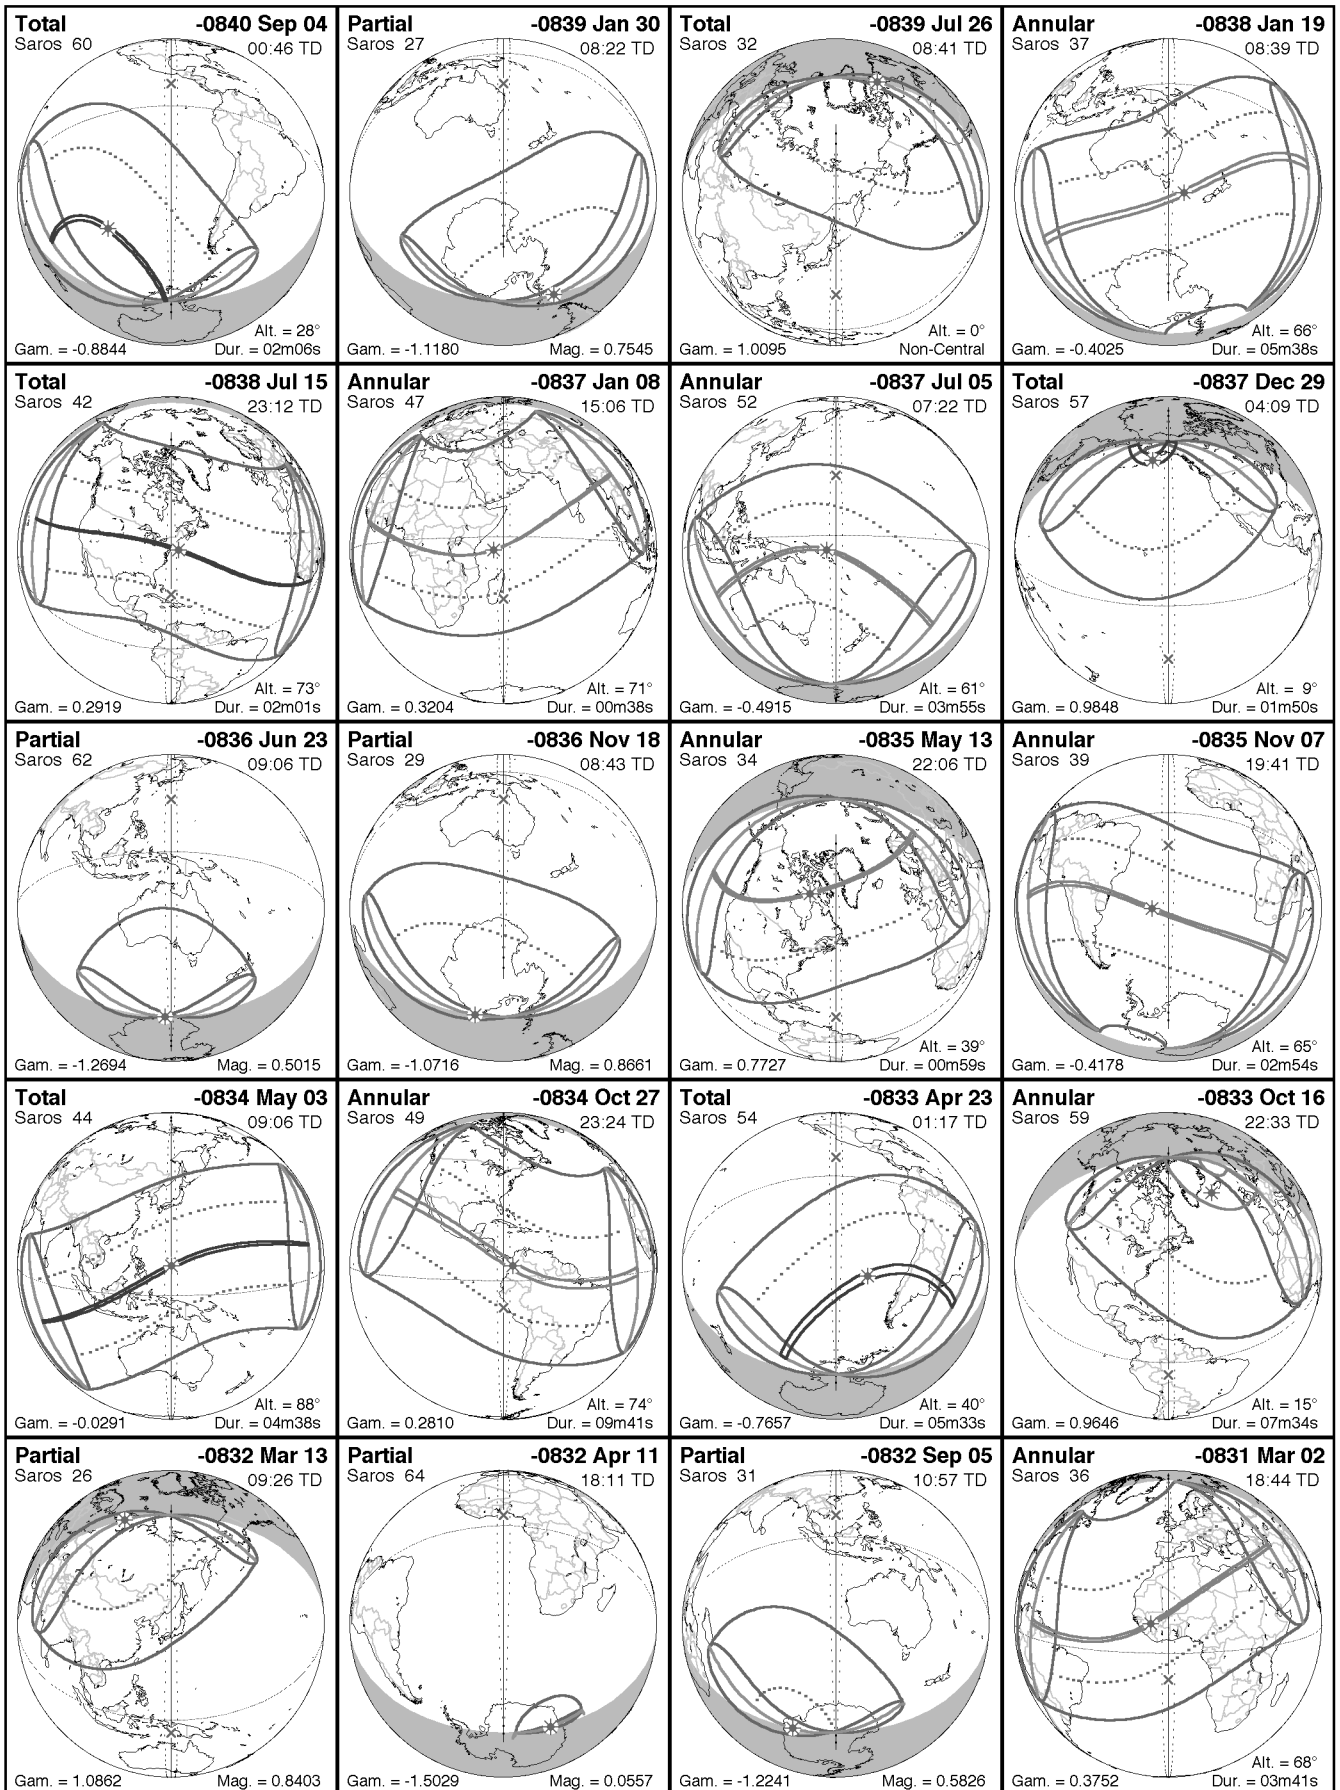 Total -0840 Sep 04
Saros 60 00:46 TD
Alt. = 28°
Gam. = -0.8844 Dur. = 02m06s
Partial -0839 Jan 30
Saros 27 08:22 TD
Gam. = -1.1180 Mag. = 0.7545
Total -0839 Jul 26
Saros 32 08:41 TD
Alt. = 0°
Gam. = 1.0095 Non-Central
Annular -0838 Jan 19
Saros 37 08:39 TD
Alt. = 66°
Gam. = -0.4025 Dur. = 05m38s
Total -0838 Jul 15
Saros 42 23:12 TD
Alt. = 73°
Gam. = 0.2919 Dur. = 02m01s
Annular -0837 Jan 08
Saros 47 15:06 TD
Alt. = 71°
Gam. = 0.3204 Dur. = 00m38s
Annular -0837 Jul 05
Saros 52 07:22 TD
Alt. = 61°
Gam. = -0.4915 Dur. = 03m55s
Total -0837 Dec 29
Saros 57 04:09 TD
Alt. = 9°
Gam. = 0.9848 Dur. = 01m50s
Partial -0836 Jun 23
Saros 62 09:06 TD
Gam. = -1.2694 Mag. = 0.5015
Partial -0836 Nov 18
Saros 29 08:43 TD
Gam. = -1.0716 Mag. = 0.8661
Annular -0835 May 13
Saros 34 22:06 TD
Alt. = 39°
Gam. = 0.7727 Dur. = 00m59s
Annular -0835 Nov 07
Saros 39 19:41 TD
Alt. = 65°
Gam. = -0.4178 Dur. = 02m54s
Total -0834 May 03
Saros 44 09:06 TD
Alt. = 88°
Gam. = -0.0291 Dur. = 04m38s
Annular -0834 Oct 27
Saros 49 23:24 TD
Alt. = 74°
Gam. = 0.2810 Dur. = 09m41s
Total -0833 Apr 23
Saros 54 01:17 TD
Alt. = 40°
Gam. = -0.7657 Dur. = 05m33s
Annular -0833 Oct 16
Saros 59 22:33 TD
Alt. = 15°
Gam. = 0.9646 Dur. = 07m34s
Partial -0832 Mar 13
Saros 26 09:26 TD
Gam. = 1.0862 Mag. = 0.8403
Partial -0832 Apr 11
Saros 64 18:11 TD
Gam. = -1.5029 Mag. = 0.0557
Partial -0832 Sep 05
Saros 31 10:57 TD
Gam. = -1.2241 Mag. = 0.5826
Annular -0831 Mar 02
Saros 36 18:44 TD
Alt. = 68°
Gam. = 0.3752 Dur. = 03m41s